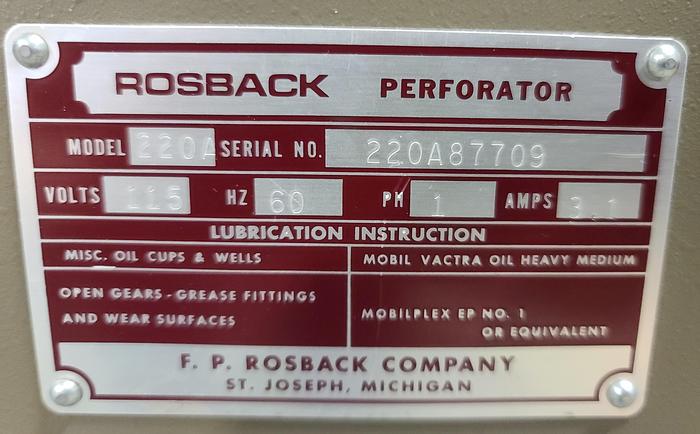 ROSBACK PERFORATOR
MODEL 220A SERIAL NO. 220A87709
VOLTS 115 HZ 60 PH 1 AMPS 3.1
LUBRICATION INSTRUCTION
MISC. OIL CUPS & WELLS MOBIL VACTRA OIL HEAVY MEDIUM
OPEN GEARS - GREASE FITTINGS
AND WEAR SURFACES
MOBILPLEX EP NO. 1
OR EQUIVALENT
F. P. ROSBACK COMPANY
ST. JOSEPH, MICHIGAN